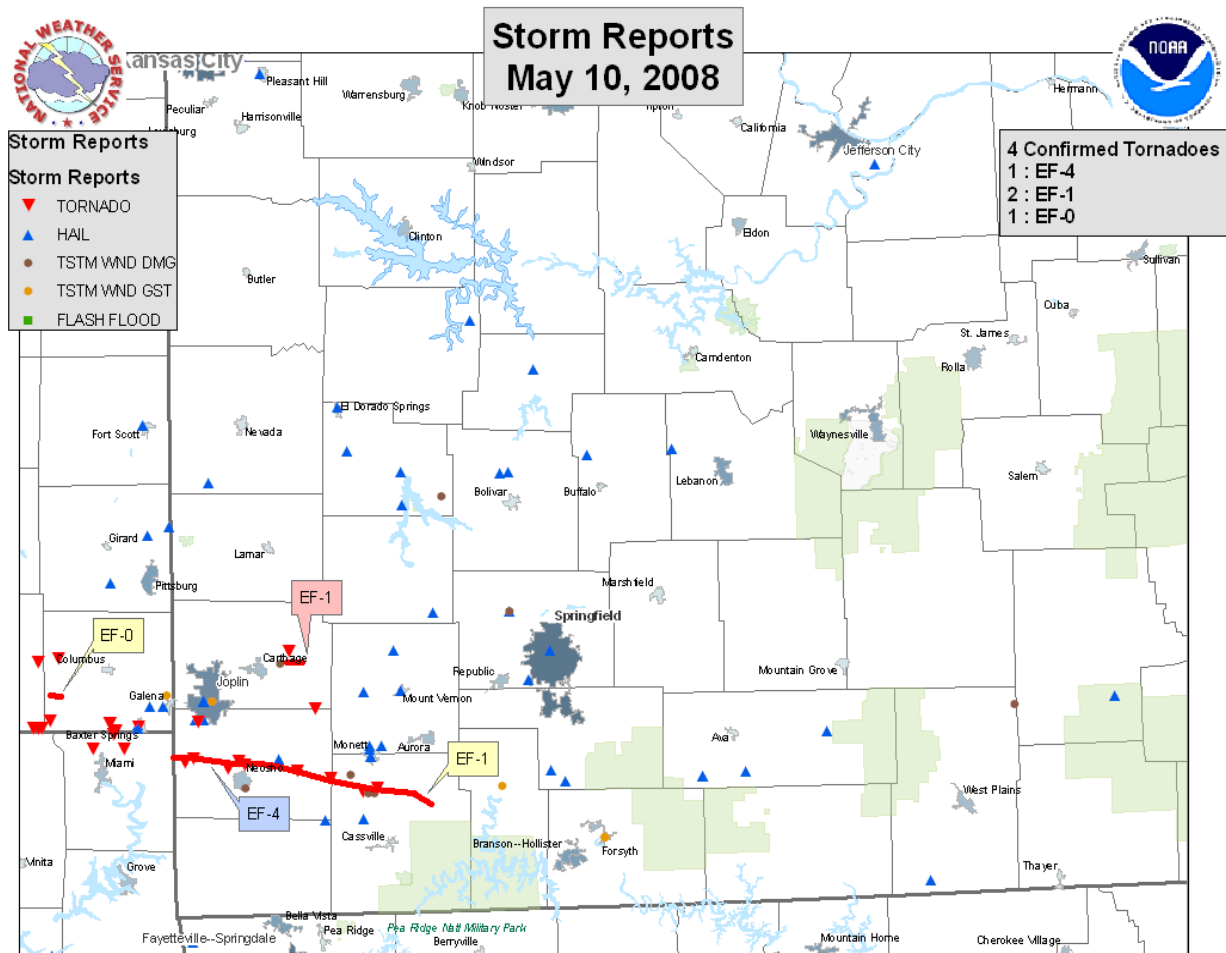 Storm Reports
May 10, 2008
NATIONAL WEATHER SERVICE
NOAA
Kansas City
Pleasant Hill
Warrensburg
Knob Noster
Tipton
Hermann
Peculiar
Harrisonville
California
Jefferson City
Storm Reports
Storm Reports
TORNADO
HAIL
TSTM WND DMG
TSTM WND GST
FLASH FLOOD
4 Confirmed Tornadoes
1 : EF-4
2 : EF-1
1 : EF-0
Windsor
Clinton
Eldon
Sullivan
Butler
Cuba
St. James
Camdenton
Rolla
El Dorado Springs
Fort Scott
Nevada
Waynesville
Salem
Lebanon
Bolivar
Buffalo
Girard
Lamar
Pittsburg
Marshfield
EF-1
Springfield
EF-0
Columbus
Carthage
Republic
Mountain Grove
Joplin
Galena
Mount Vernon
Baxter Springs
Monett
Aurora
Ava
EF-1
Miami
Neosho
West Plains
EF-4
Cassville
Branson--Hollister
Forsyth
Vinita
Grove
Thayer
Bella Vista
Pea Ridge
Pea Ridge Natl Military Park
Fayetteville--Springdale
Berryville
Mountain Home
Cherokee Village